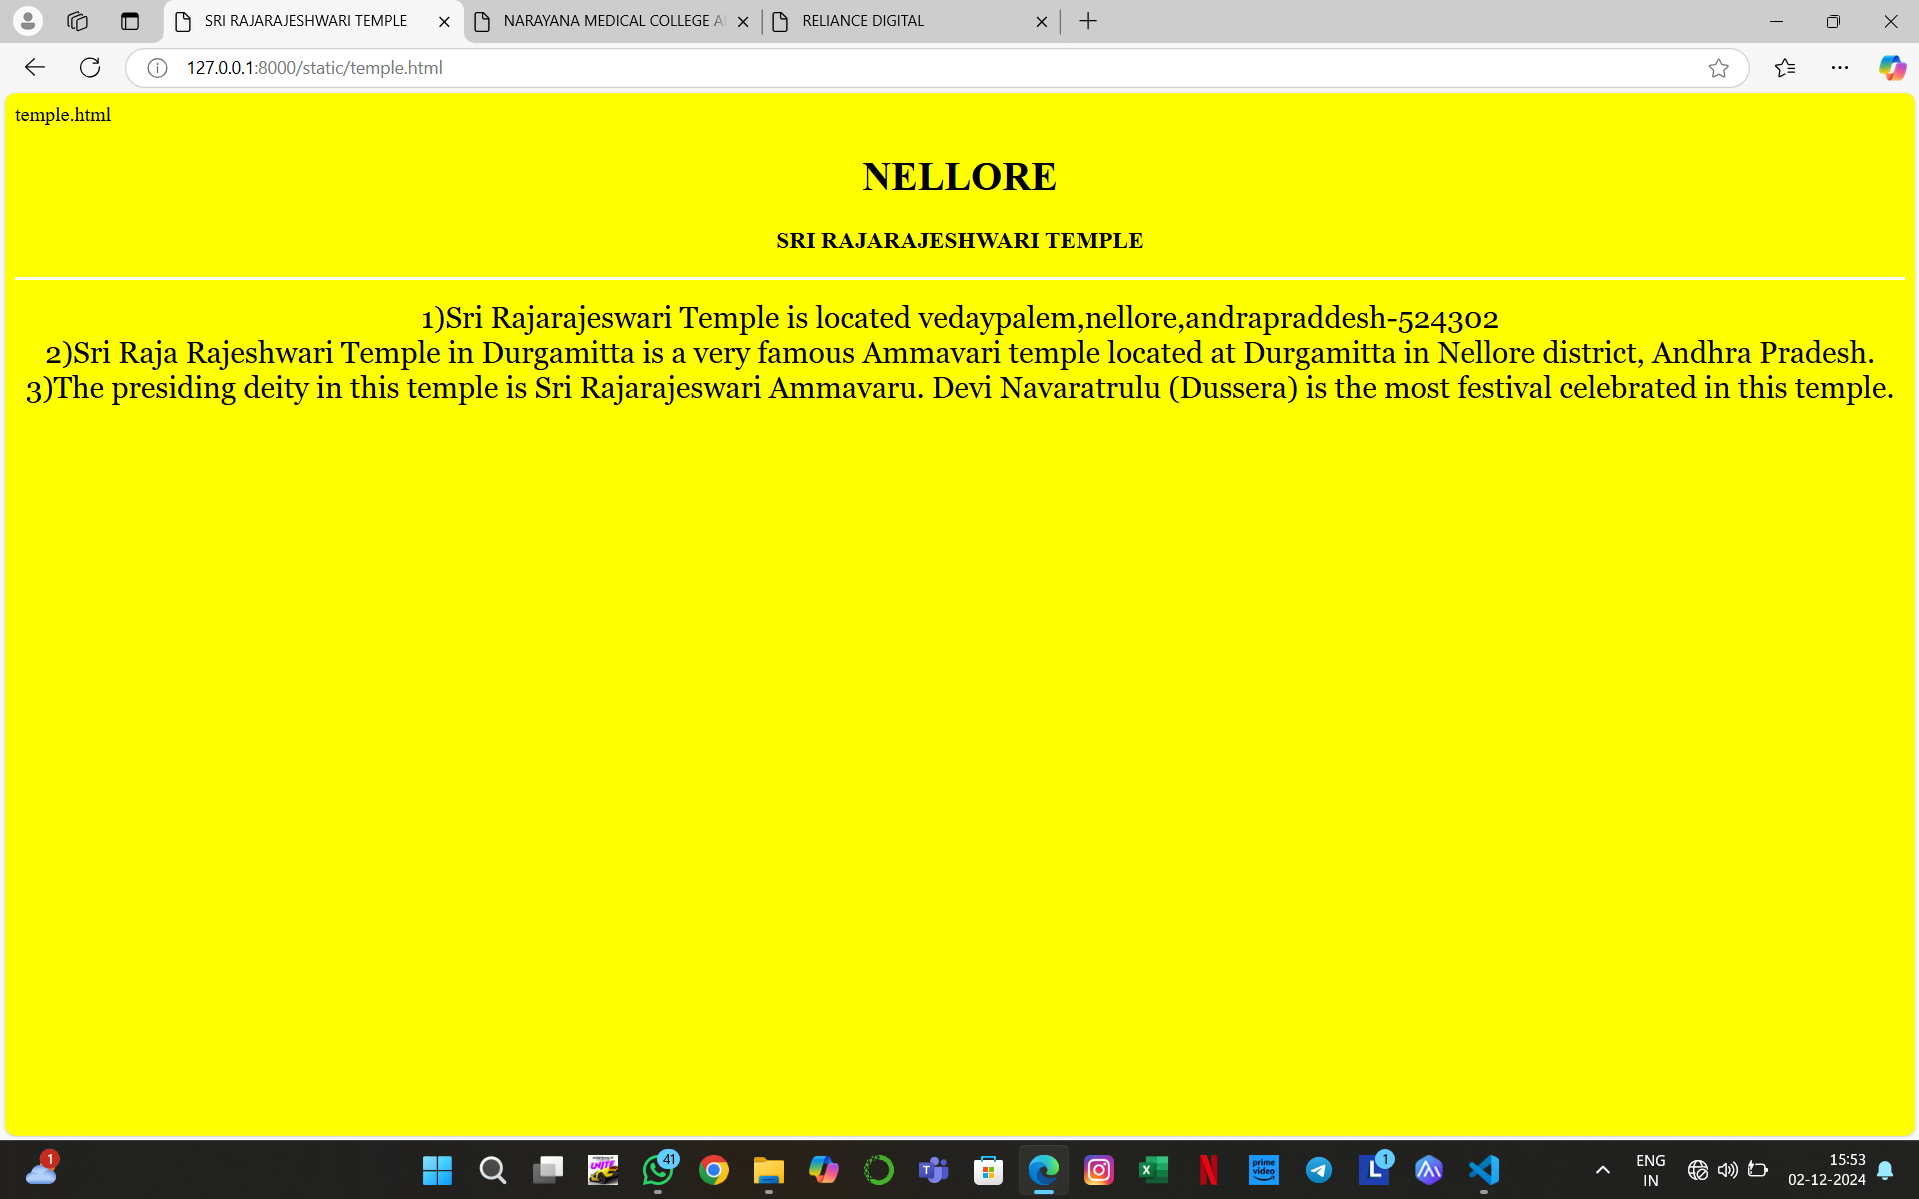 SRI RAJARAJESHWARI TEMPLE
NARAYANA MEDICAL COLLEGE A
RELIANCE DIGITAL
127.0.0.1:8000/static/temple.html
temple.html
NELLORE
SRI RAJARAJESHWARI TEMPLE
1)Sri Rajarajeswari Temple is located vedaypalem,nellore,andrapraddesh-524302
2)Sri Raja Rajeshwari Temple in Durgamitta is a very famous Ammavari temple located at Durgamitta in Nellore district, Andhra Pradesh.
3)The presiding deity in this temple is Sri Rajarajeswari Ammavaru. Devi Navaratrulu (Dussera) is the most festival celebrated in this temple.
1
UNITE
41
prime video
L
1
ENG
IN
15:53
02-12-2024